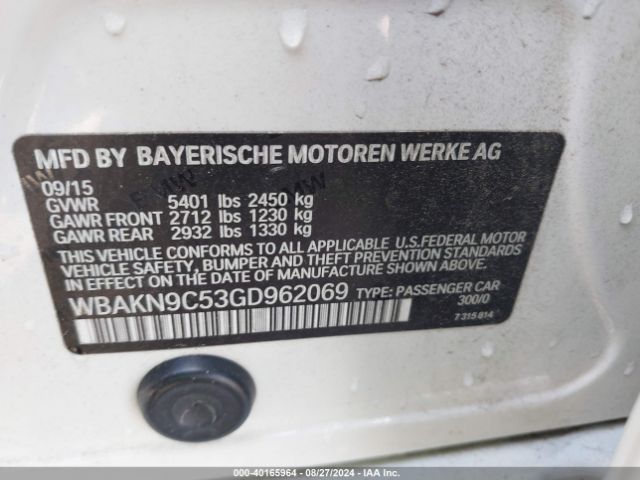 MFD BY BAYERISCHE MOTOREN WERKE AG
09/15
GVWR 5401 lbs 2450 kg
GAWR FRONT 2712 lbs 1230 kg
GAWR REAR 2932 lbs 1330 kg
THIS VEHICLE CONFORMS TO ALL APPLICABLE U.S.FEDERAL MOTOR
VEHICLE SAFETY, BUMPER AND THEFT PREVENTION STANDARDS
IN EFFECT ON THE DATE OF MANUFACTURE SHOWN ABOVE.
WBAKN9C53GD962069 TYPE: PASSENGER CAR
300/0
7 315 814
000-40165964 - 08/27/2024 - IAA Inc.